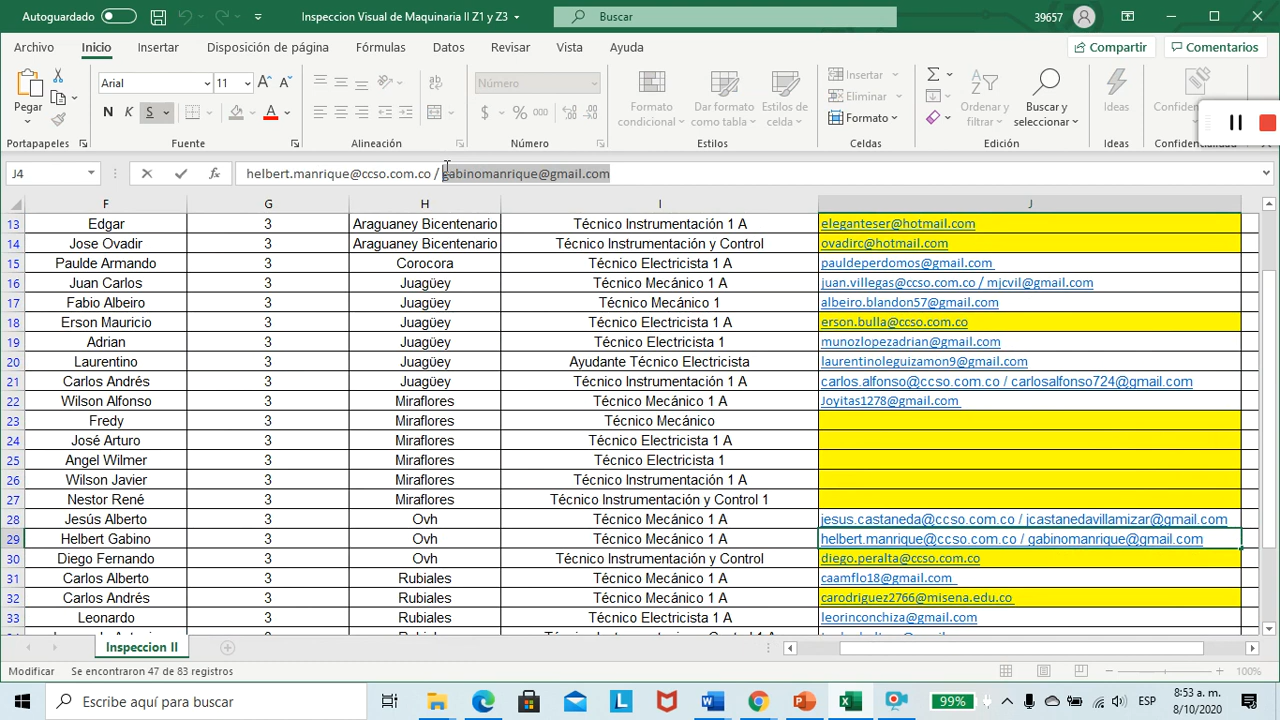 Autoguardado
Inspeccion Visual de Maquinaria II Z1 y Z3
Buscar
39657
Archivo Inicio Insertar Disposición de página Fórmulas Datos Revisar Vista Ayuda
Compartir
Comentarios
Pegar
Arial 11
Número
N K S
$ % 000
Formato condicional
Dar formato a tabla
Estilos de celda
Insertar
Eliminar
Formato
Ordenar y filtrar
Buscar y seleccionar
Ideas
Portapapeles Fuente Alineación Número Estilos Celdas Edición Ideas
J4 fx helbert.manrique@ccso.com.co / gabinomanrique@gmail.com
F G H I J
13 Edgar 3 Araguaney Bicentenario Técnico Instrumentación 1 A eleganteser@hotmail.com
14 Jose Ovadir 3 Araguaney Bicentenario Técnico Instrumentación y Control ovadirc@hotmail.com
15 Paulde Armando 3 Corocora Técnico Electricista 1 A pauldeperdomos@gmail.com
16 Juan Carlos 3 Juagüey Técnico Mecánico 1 A juan.villegas@ccso.com.co / mjcvil@gmail.com
17 Fabio Albeiro 3 Juagüey Técnico Mecánico 1 albeiro.blandon57@gmail.com
18 Erson Mauricio 3 Juagüey Técnico Electricista 1 A erson.bulla@ccso.com.co
19 Adrian 3 Juagüey Técnico Electricista 1 munozlopezadrian@gmail.com
20 Laurentino 3 Juagüey Ayudante Técnico Electricista laurentinoleguizamon9@gmail.com
21 Carlos Andrés 3 Juagüey Técnico Instrumentación 1 A carlos.alfonso@ccso.com.co / carlosalfonso724@gmail.com
22 Wilson Alfonso 3 Miraflores Técnico Mecánico 1 A Joyitas1278@gmail.com
23 Fredy 3 Miraflores Técnico Mecánico
24 José Arturo 3 Miraflores Técnico Electricista 1 A
25 Angel Wilmer 3 Miraflores Técnico Electricista 1
26 Wilson Javier 3 Miraflores Técnico Instrumentación 1 A
27 Nestor René 3 Miraflores Técnico Instrumentación y Control 1
28 Jesús Alberto 3 Ovh Técnico Mecánico 1 A jesus.castaneda@ccso.com.co / jcastanedavillamizar@gmail.com
29 Helbert Gabino 3 Ovh Técnico Mecánico 1 A helbert.manrique@ccso.com.co / gabinomanrique@gmail.com
30 Diego Fernando 3 Ovh Técnico Instrumentación y Control diego.peralta@ccso.com.co
31 Carlos Alberto 3 Rubiales Técnico Mecánico 1 A caamflo18@gmail.com
32 Carlos Andrés 3 Rubiales Técnico Mecánico 1 A carodriguez2766@misena.edu.co
33 Leonardo 3 Rubiales Técnico Electricista 1 A leorinconchiza@gmail.com
Inspeccion II
Modificar Se encontraron 47 de 83 registros 100%
Escribe aquí para buscar
99%
ESP
8:53 a. m.
8/10/2020